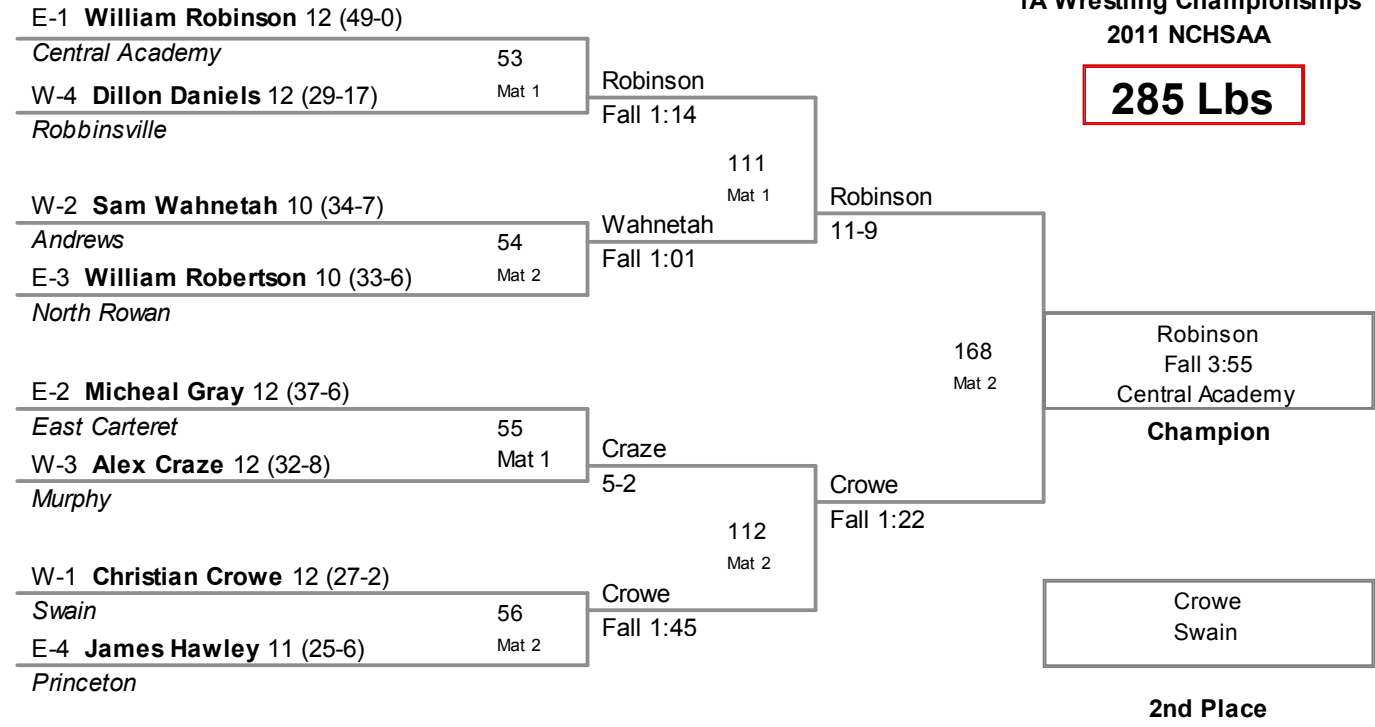 1A Wrestling Championships
2011 NCHSAA
285 Lbs
E-1 William Robinson 12 (49-0)
Central Academy
53
Mat 1
W-4 Dillon Daniels 12 (29-17)
Robbinsville
Robinson
Fall 1:14
111
Mat 1
W-2 Sam Wahnetah 10 (34-7)
Andrews
54
Mat 2
E-3 William Robertson 10 (33-6)
North Rowan
Wahnetah
Fall 1:01
Robinson
11-9
168
Mat 2
Robinson
Fall 3:55
Central Academy
Champion
E-2 Micheal Gray 12 (37-6)
East Carteret
55
Mat 1
W-3 Alex Craze 12 (32-8)
Murphy
Craze
5-2
112
Mat 2
Crowe
Fall 1:22
W-1 Christian Crowe 12 (27-2)
Swain
56
Mat 2
E-4 James Hawley 11 (25-6)
Princeton
Crowe
Fall 1:45
Crowe
Swain
2nd Place